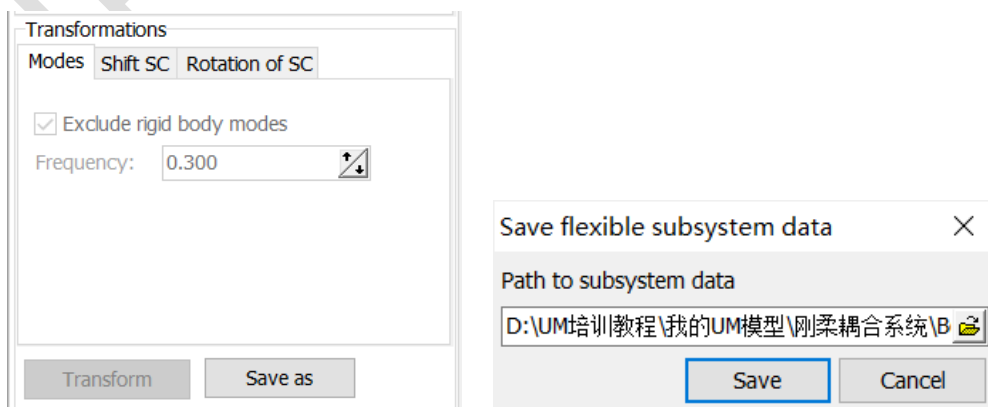 Transformations
Modes Shift SC Rotation of SC
Exclude rigid body modes
Frequency: 0.300
Transform Save as
Save flexible subsystem data
Path to subsystem data
D:\UM培训教程\我的UM模型\刚柔耦合系统\B
Save Cancel